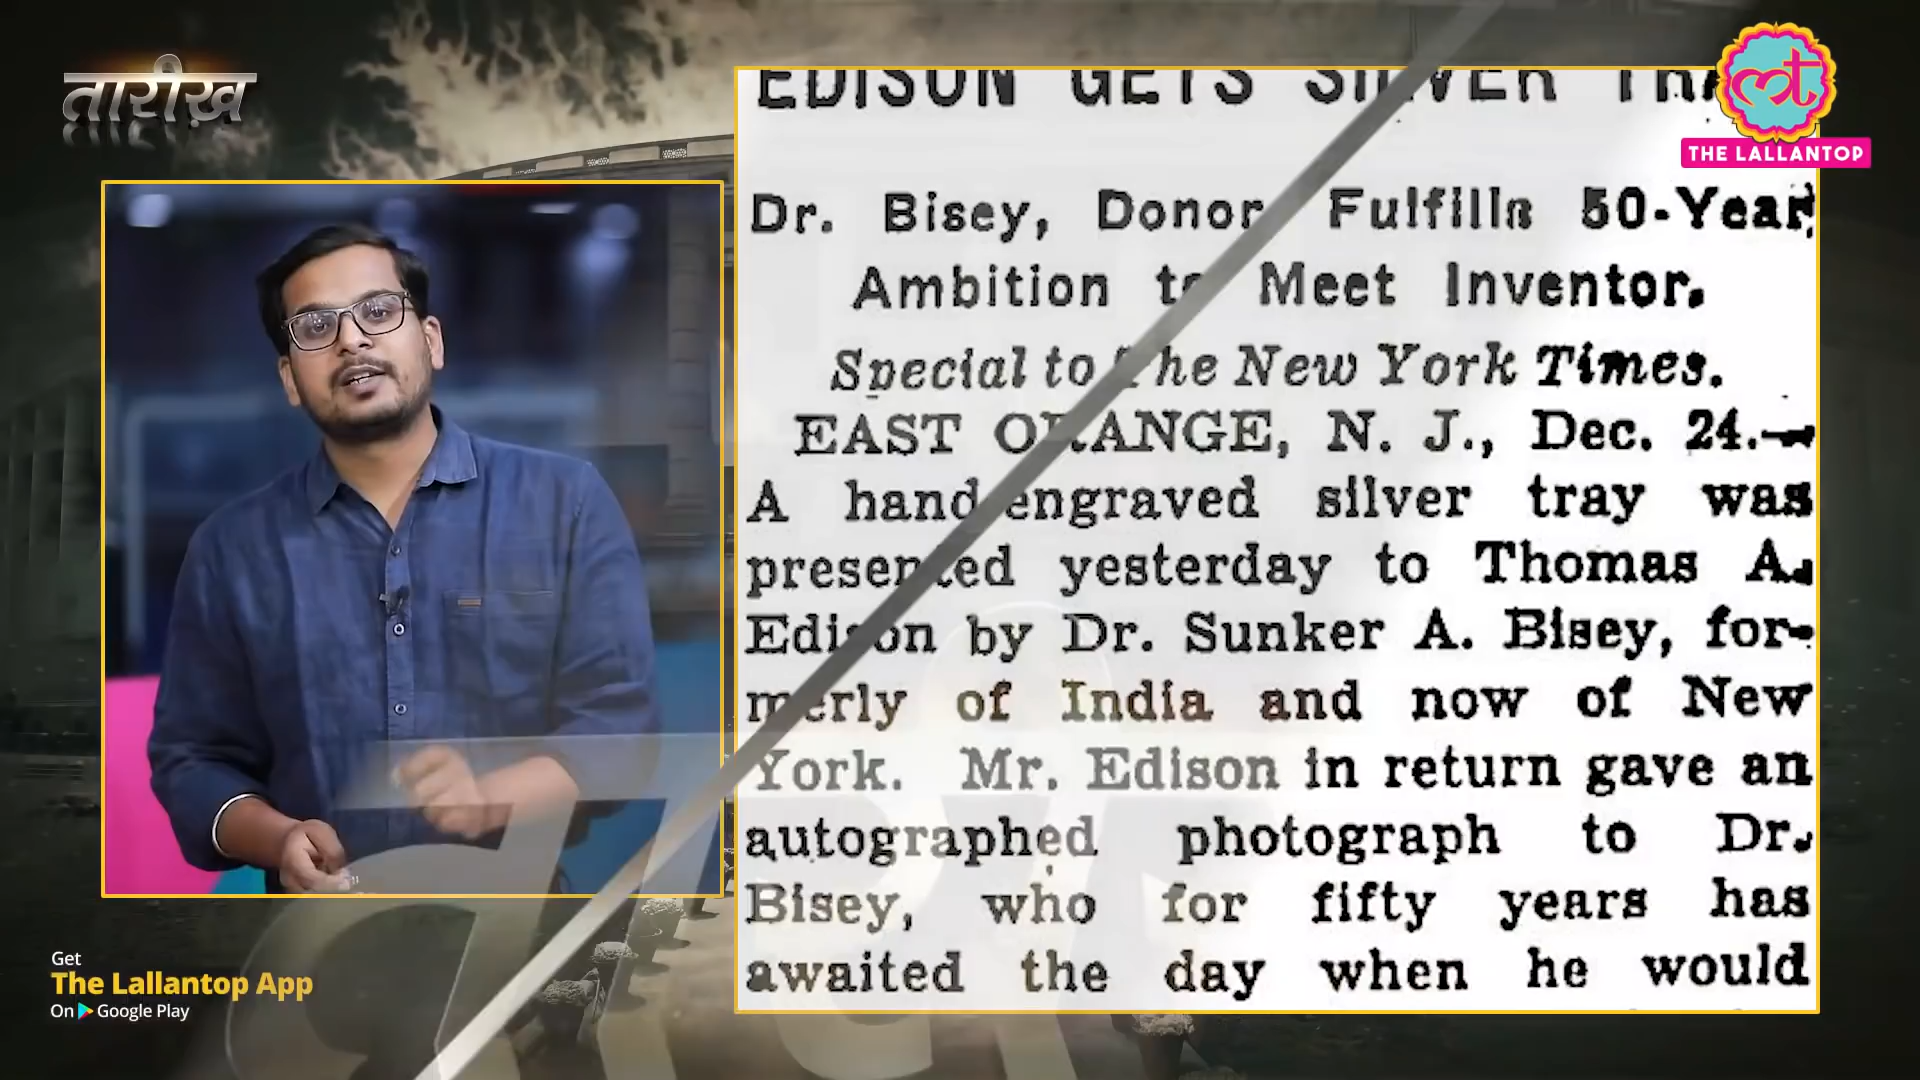 तारीख़
THE LALLANTOP
EDISON GETS SILVER
Dr. Bisey, Donor Fulfills 50-Year
Ambition to Meet Inventor.
Special to The New York Times.
EAST ORANGE, N. J., Dec. 24.—
A hand engraved silver tray was
presented yesterday to Thomas A.
Edison by Dr. Sunker A. Bisey, for-
merly of India and now of New
York. Mr. Edison in return gave an
autographed photograph to Dr.
Bisey, who for fifty years has
awaited the day when he would
Get
The Lallantop App
On Google Play